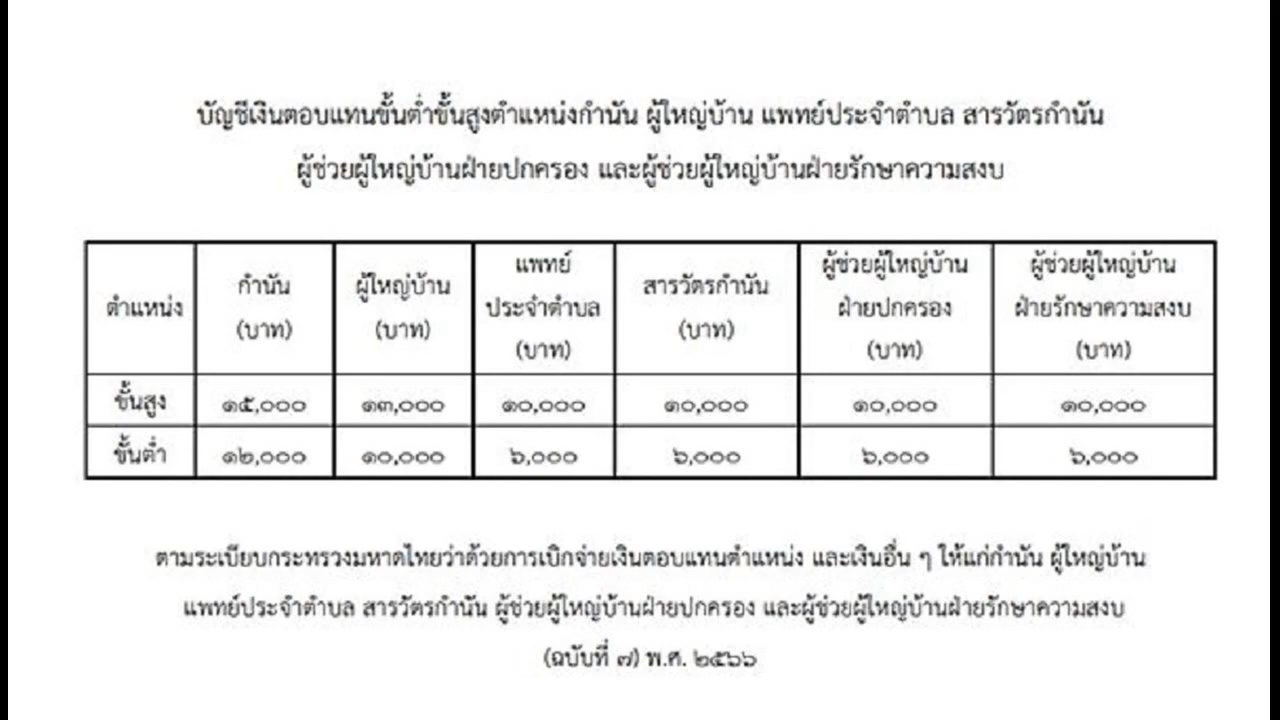 บัญชีเงินตอบแทนขั้นต่ำขั้นสูงตำแหน่งกำนัน ผู้ใหญ่บ้าน แพทย์ประจำตำบล สารวัตรกำนัน
ผู้ช่วยผู้ใหญ่บ้านฝ่ายปกครอง และผู้ช่วยผู้ใหญ่บ้านฝ่ายรักษาความสงบ
ตำแหน่ง
กำนัน
(บาท)
ผู้ใหญ่บ้าน
(บาท)
แพทย์
ประจำตำบล
(บาท)
สารวัตรกำนัน
(บาท)
ผู้ช่วยผู้ใหญ่บ้าน
ฝ่ายปกครอง
(บาท)
ผู้ช่วยผู้ใหญ่บ้าน
ฝ่ายรักษาความสงบ
(บาท)
ขั้นสูง ๑๕,๐๐๐ ๑๓,๐๐๐ ๑๐,๐๐๐ ๑๐,๐๐๐ ๑๐,๐๐๐ ๑๐,๐๐๐
ขั้นต่ำ ๑๒,๐๐๐ ๑๐,๐๐๐ ๖,๐๐๐ ๖,๐๐๐ ๖,๐๐๐ ๖,๐๐๐
ตามระเบียบกระทรวงมหาดไทยว่าด้วยการเบิกจ่ายเงินตอบแทนตำแหน่ง และเงินอื่น ๆ ให้แก่กำนัน ผู้ใหญ่บ้าน
แพทย์ประจำตำบล สารวัตรกำนัน ผู้ช่วยผู้ใหญ่บ้านฝ่ายปกครอง และผู้ช่วยผู้ใหญ่บ้านฝ่ายรักษาความสงบ
(ฉบับที่ ๗) พ.ศ. ๒๕๖๖